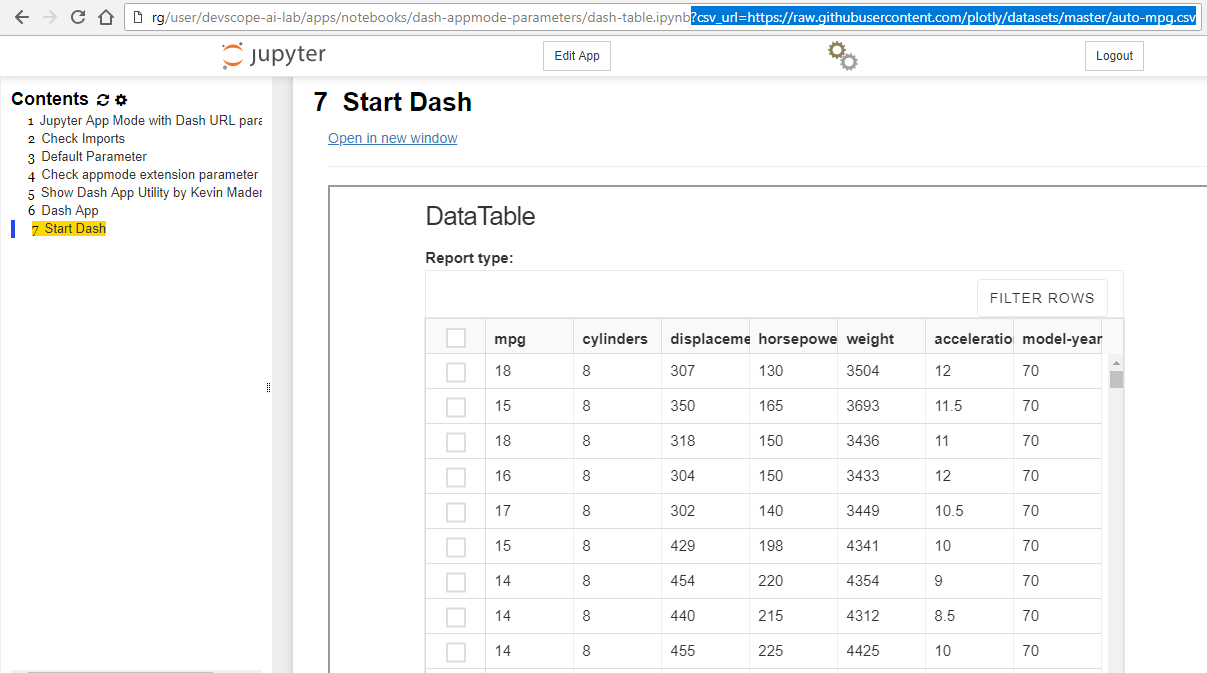 rg/user/devscope-ai-lab/apps/notebooks/dash-appmode-parameters/dash-table.ipynb?csv_url=https://raw.githubusercontent.com/plotly/datasets/master/auto-mpg.csv
jupyter Edit App Logout
Contents
1 Jupyter App Mode with Dash URL para
2 Check Imports
3 Default Parameter
4 Check appmode extension parameter
5 Show Dash App Utility by Kevin Mader
6 Dash App
7 Start Dash
7 Start Dash
Open in new window
DataTable
Report type:
FILTER ROWS
mpg cylinders displaceme horsepowe weight acceleratio model-year
18 8 307 130 3504 12 70
15 8 350 165 3693 11.5 70
18 8 318 150 3436 11 70
16 8 304 150 3433 12 70
17 8 302 140 3449 10.5 70
15 8 429 198 4341 10 70
14 8 454 220 4354 9 70
14 8 440 215 4312 8.5 70
14 8 455 225 4425 10 70